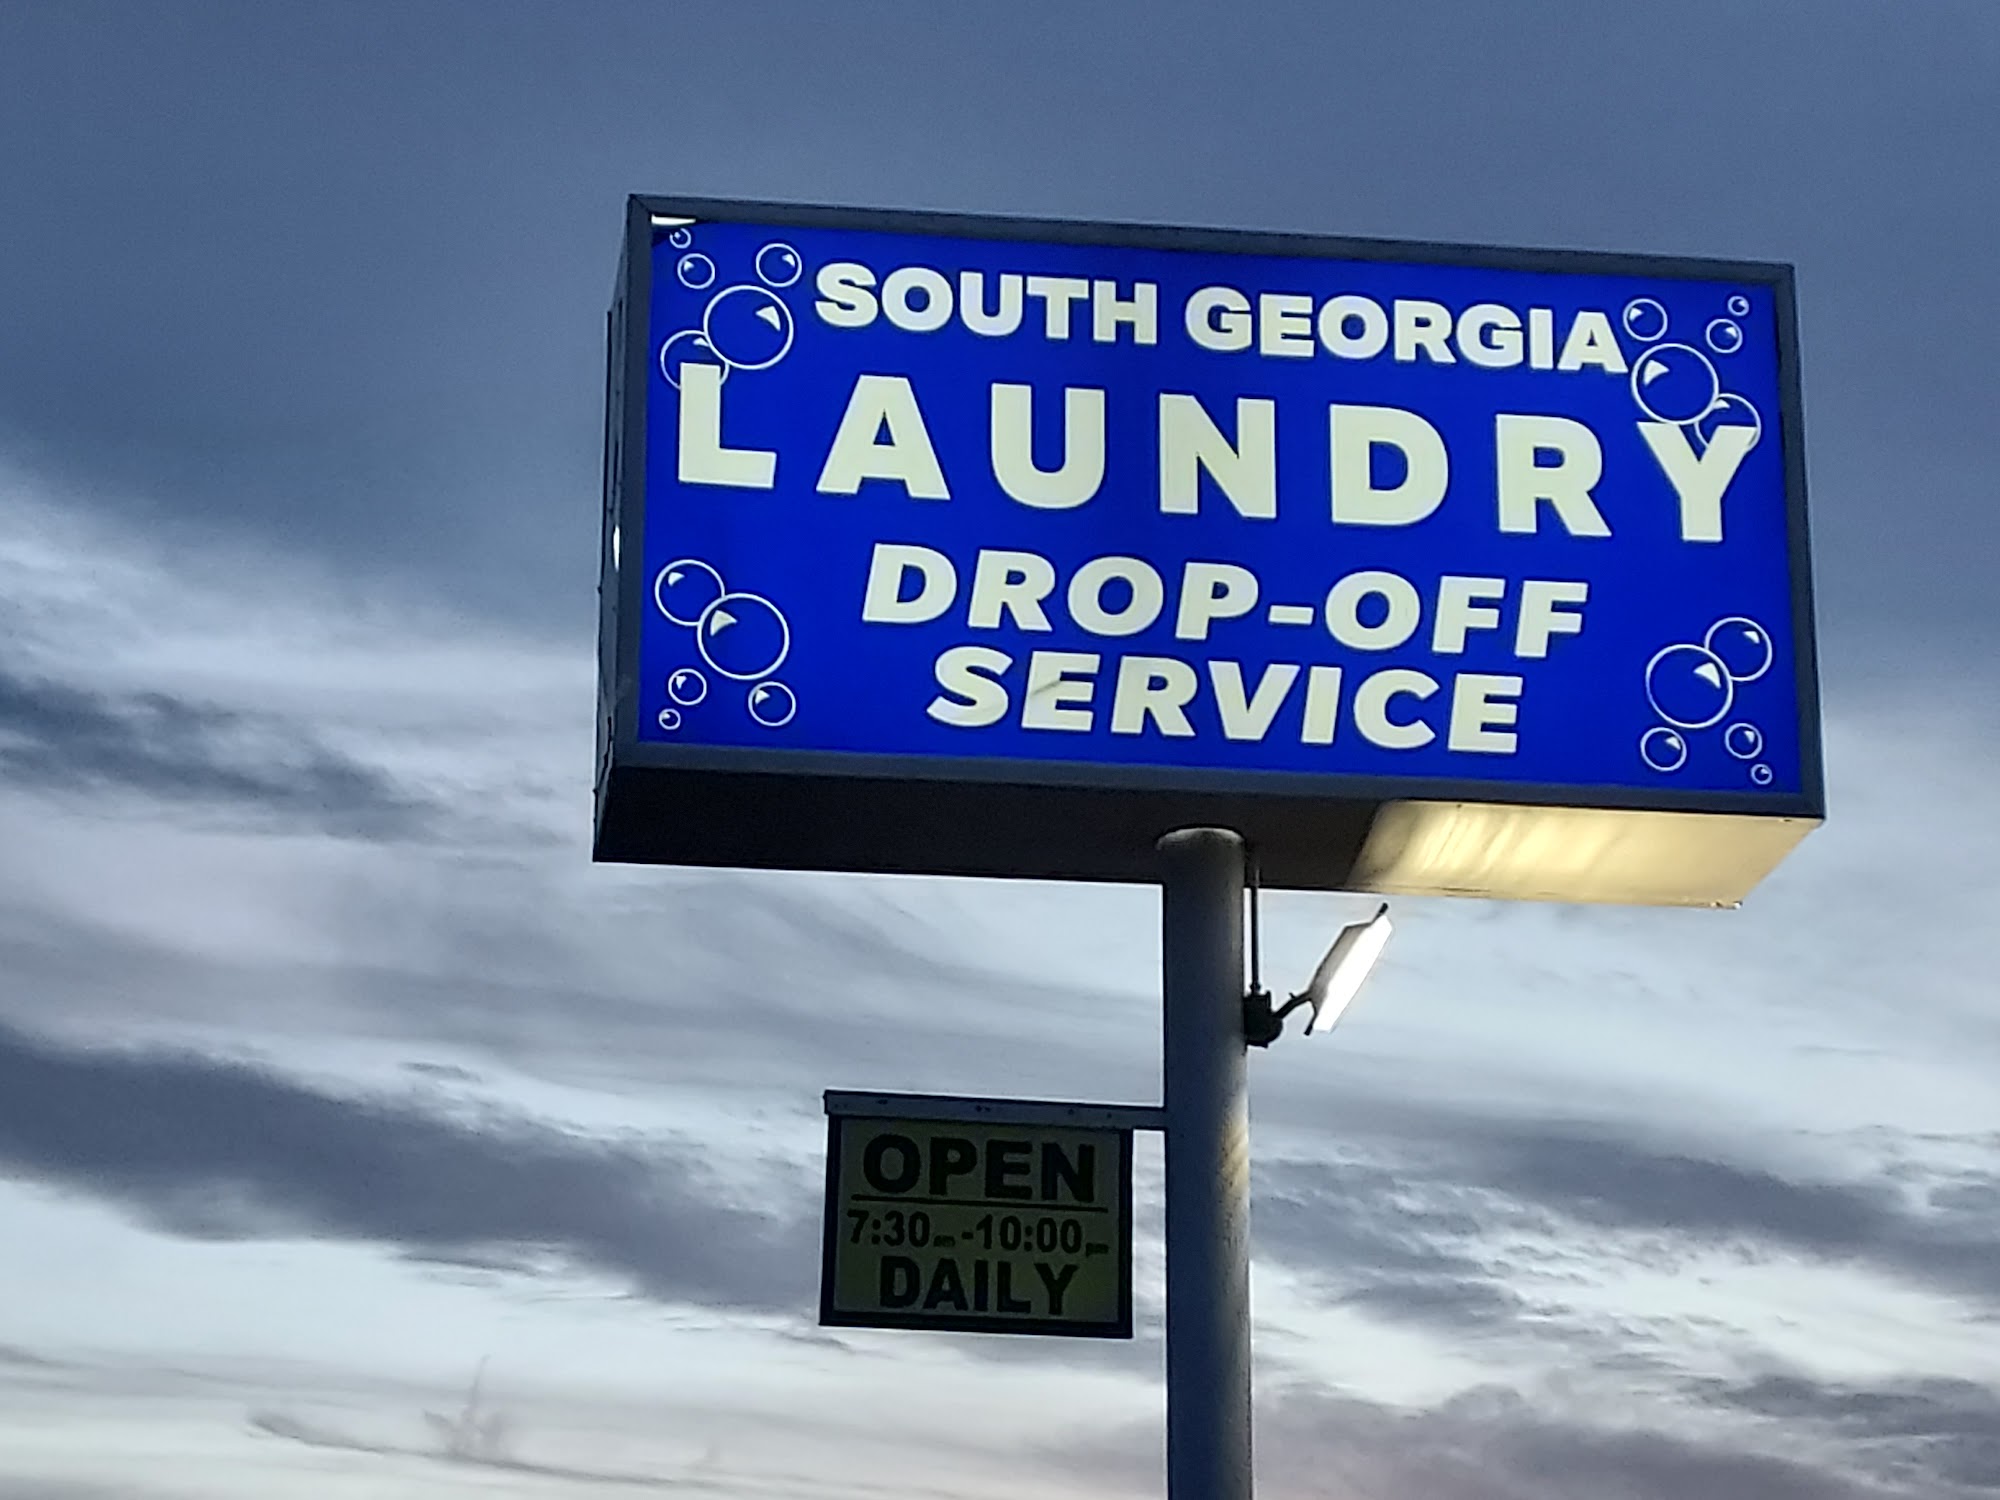 SOUTH GEORGIA
LAUNDRY
DROP-OFF
SERVICE
OPEN
7:30am-10:00pm
DAILY